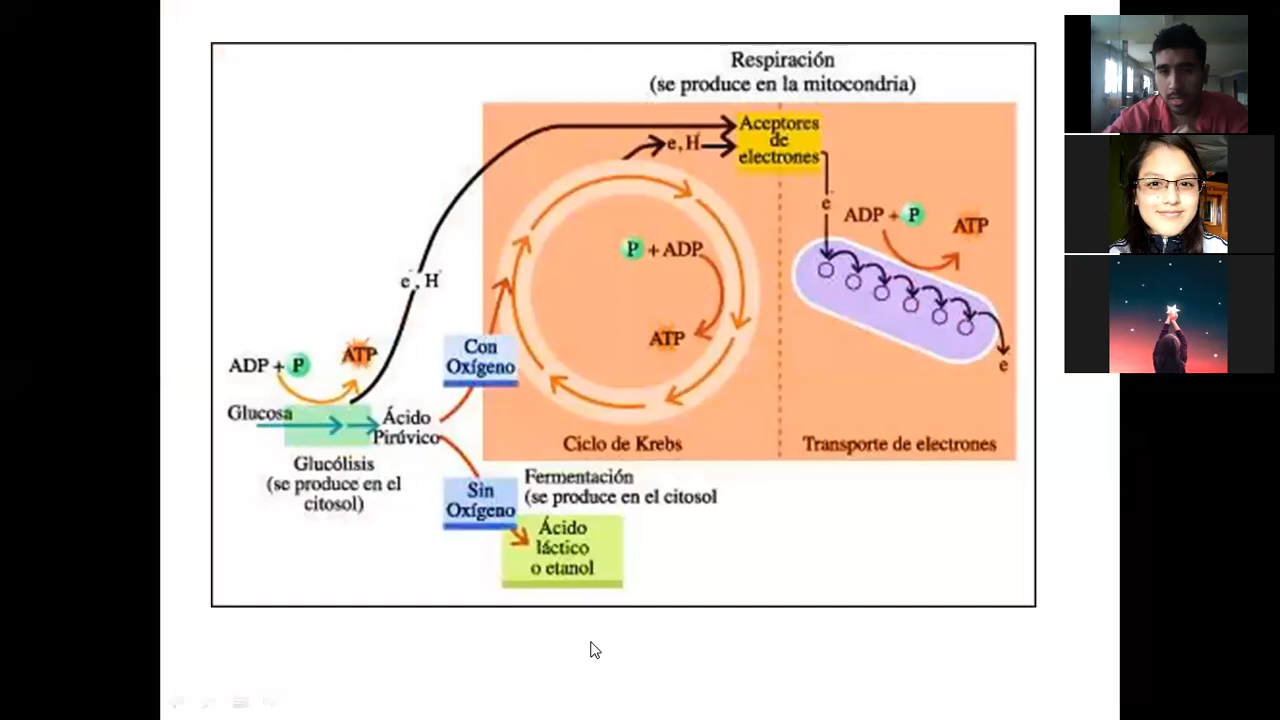 Respiración
(se produce en la mitocondria)
Aceptores
de
electrones
e, H
e
ADP + P
ATP
P + ADP
ATP
e, H
Con
Oxígeno
ADP + P
ATP
Glucosa
Ácido
Pirúvico
e
Ciclo de Krebs
Transporte de electrones
Glucólisis
(se produce en el
citosol)
Sin
Oxígeno
Fermentación
(se produce en el citosol
Ácido
láctico
o etanol